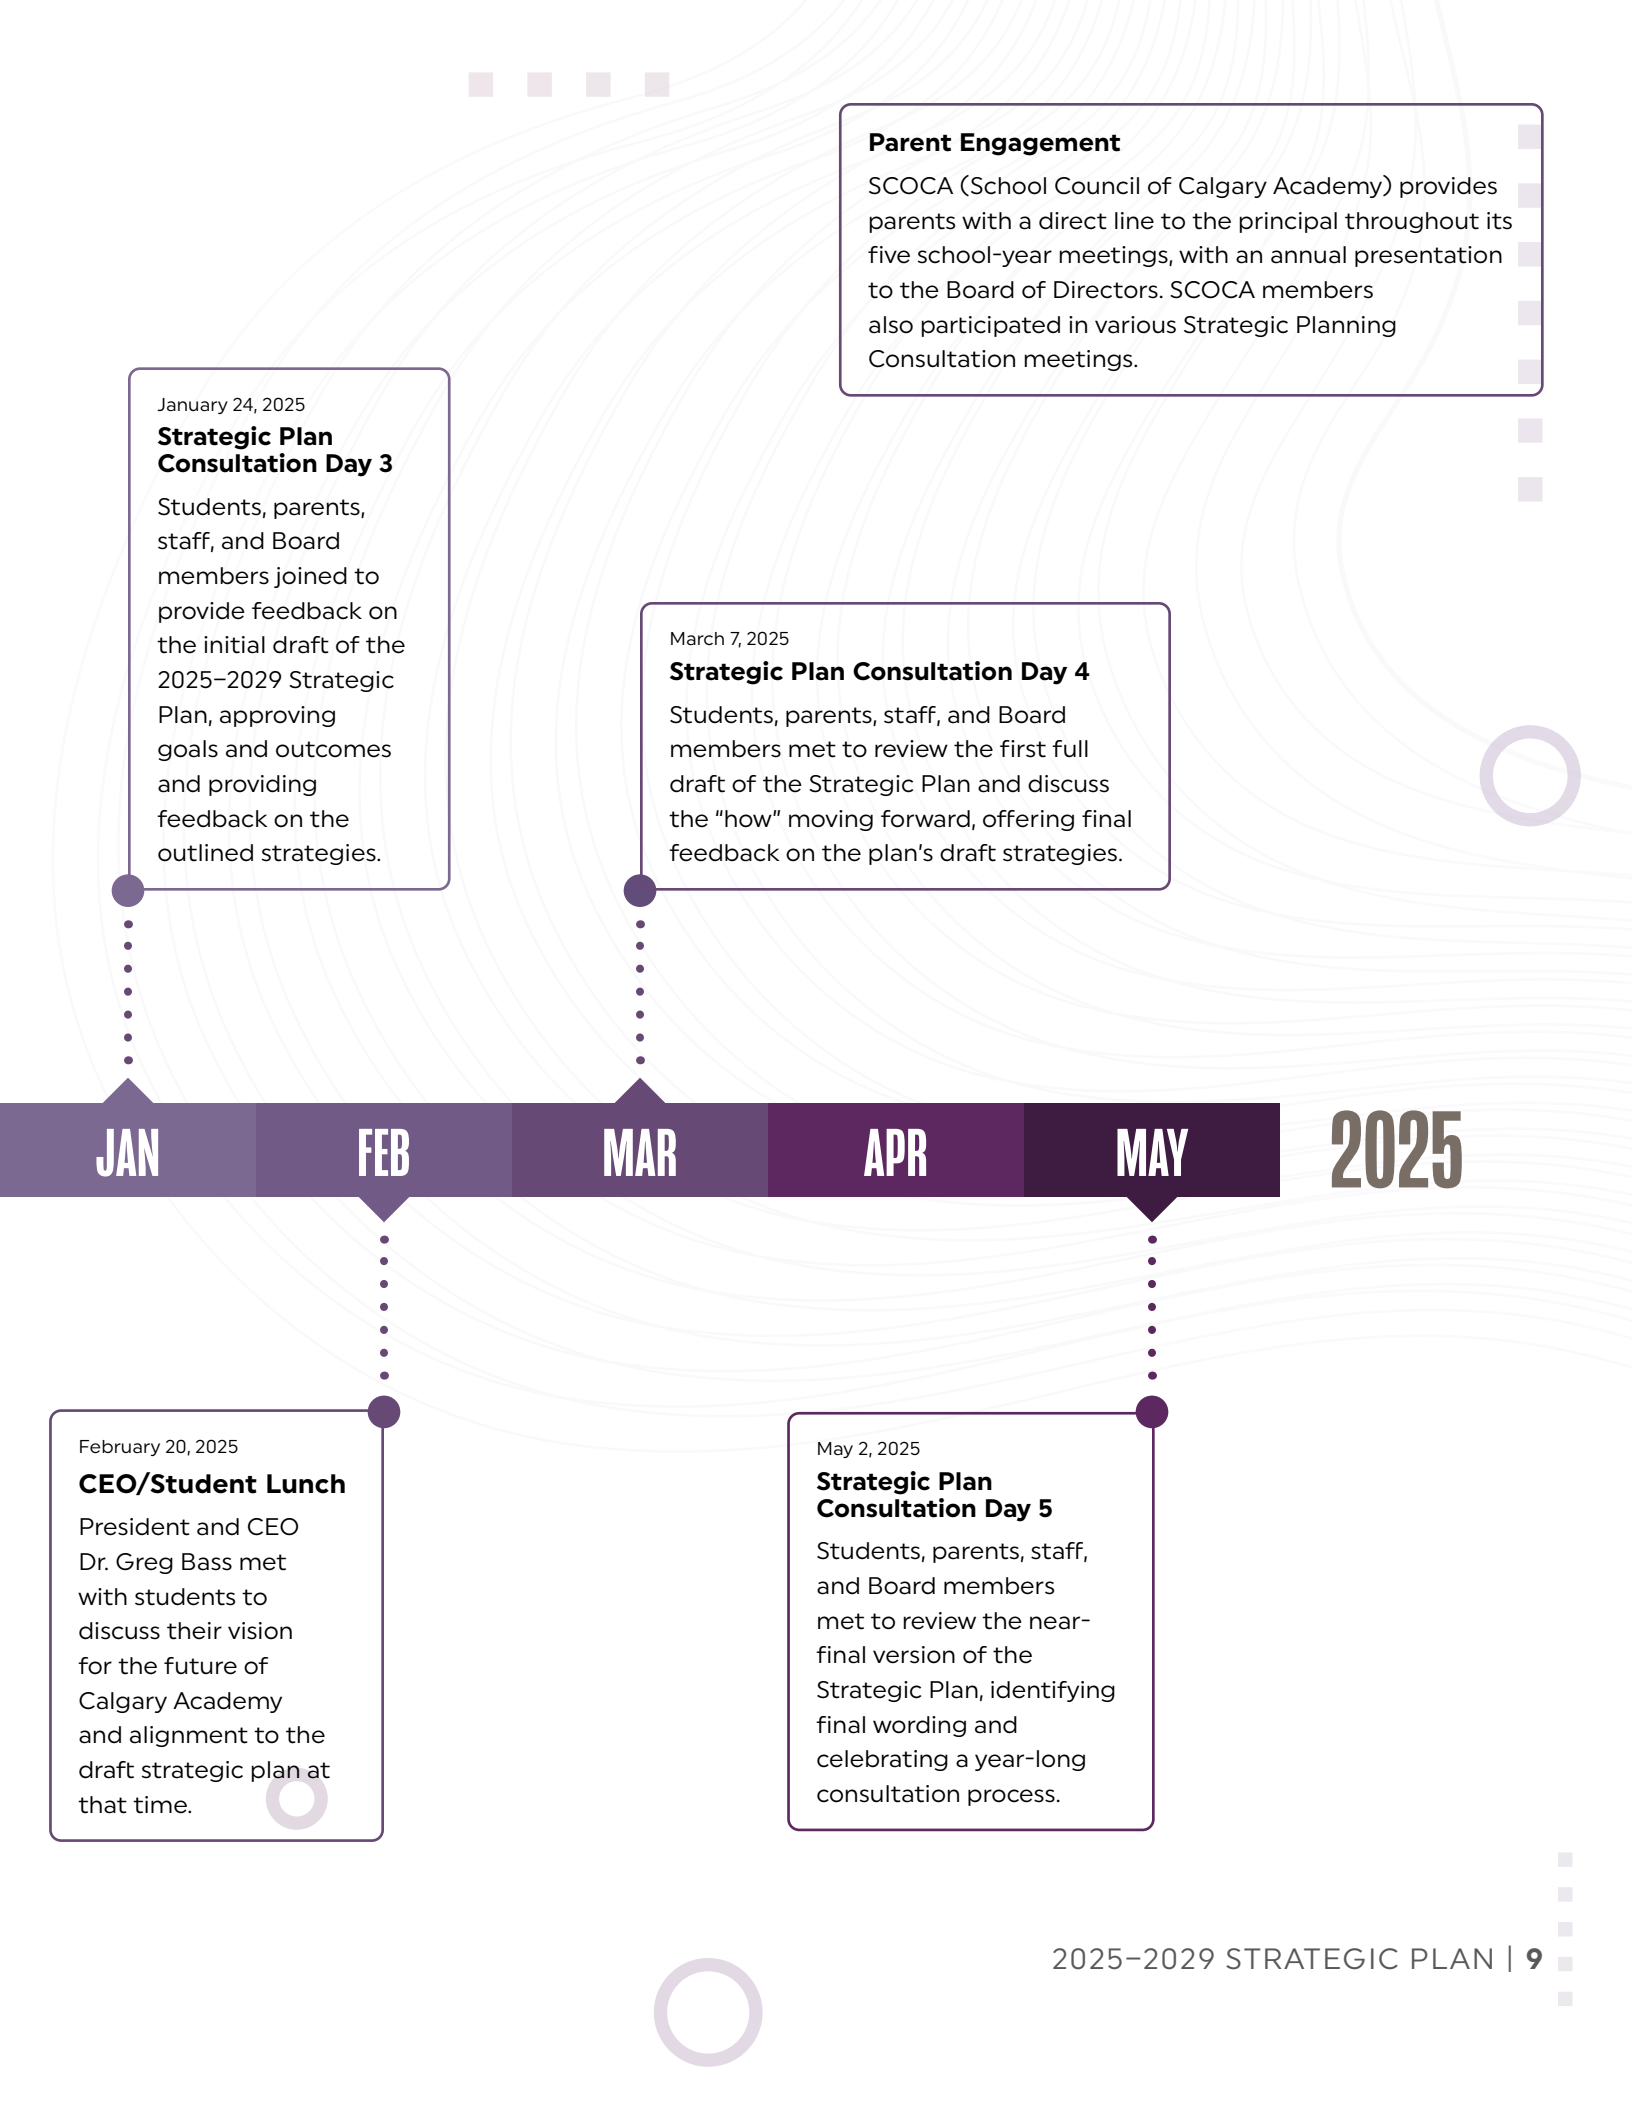 Parent Engagement
SCOCA (School Council of Calgary Academy) provides
parents with a direct line to the principal throughout its
five school-year meetings, with an annual presentation
to the Board of Directors. SCOCA members
also participated in various Strategic Planning
Consultation meetings.
January 24, 2025
Strategic Plan
Consultation Day 3
Students, parents,
staff, and Board
members joined to
provide feedback on
the initial draft of the
2025–2029 Strategic
Plan, approving
goals and outcomes
and providing
feedback on the
outlined strategies.
March 7, 2025
Strategic Plan Consultation Day 4
Students, parents, staff, and Board
members met to review the first full
draft of the Strategic Plan and discuss
the “how” moving forward, offering final
feedback on the plan’s draft strategies.
JAN
FEB
MAR
APR
MAY
2025
February 20, 2025
CEO/Student Lunch
President and CEO
Dr. Greg Bass met
with students to
discuss their vision
for the future of
Calgary Academy
and alignment to the
draft strategic plan at
that time.
May 2, 2025
Strategic Plan
Consultation Day 5
Students, parents, staff,
and Board members
met to review the near-
final version of the
Strategic Plan, identifying
final wording and
celebrating a year-long
consultation process.
2025–2029 STRATEGIC PLAN | 9